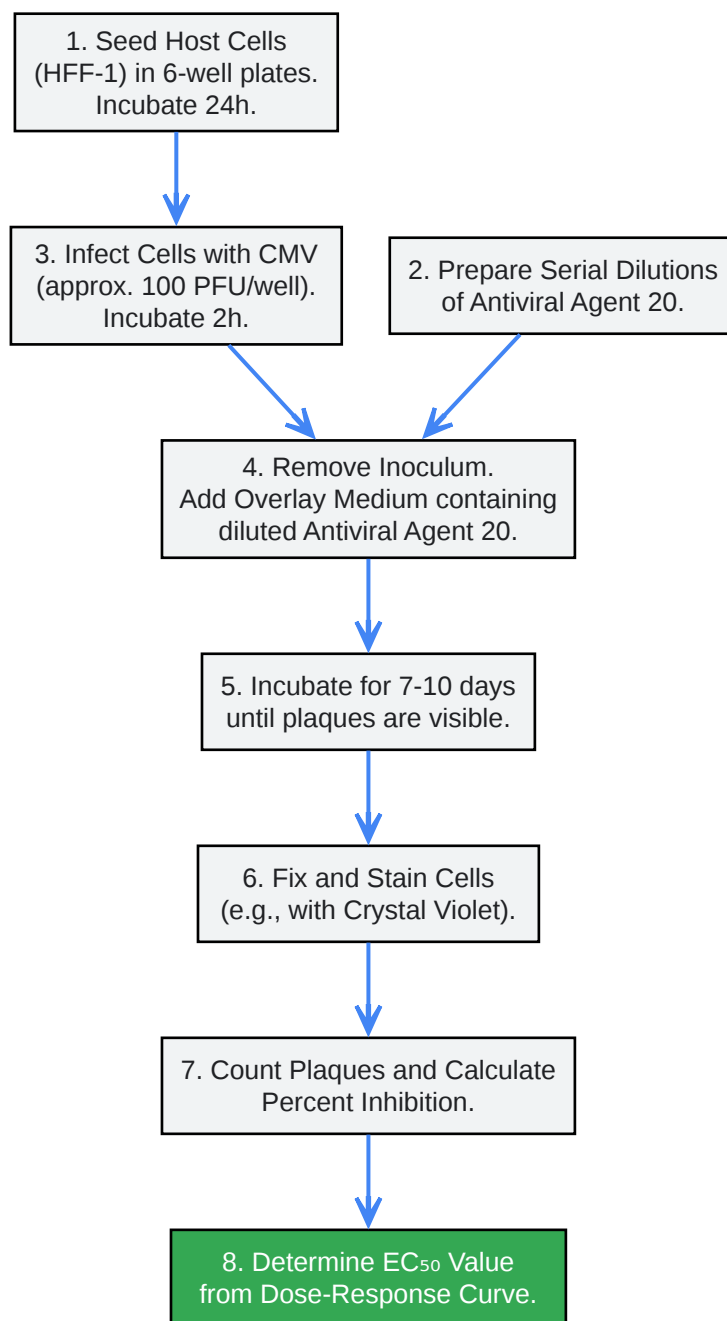 1. Seed Host Cells
(HFF-1) in 6-well plates.
Incubate 24h.
3. Infect Cells with CMV
(approx. 100 PFU/well).
Incubate 2h.
2. Prepare Serial Dilutions
of Antiviral Agent 20.
4. Remove Inoculum.
Add Overlay Medium containing
diluted Antiviral Agent 20.
5. Incubate for 7-10 days
until plaques are visible.
6. Fix and Stain Cells
(e.g., with Crystal Violet).
7. Count Plaques and Calculate
Percent Inhibition.
8. Determine EC₅₀ Value
from Dose-Response Curve.